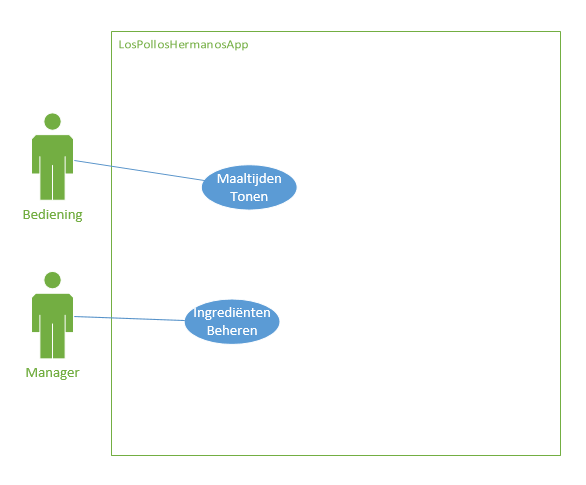 LosPollosHermanosApp
Maaltijden
Tonen
Bediening
Ingrediënten
Beheren
Manager